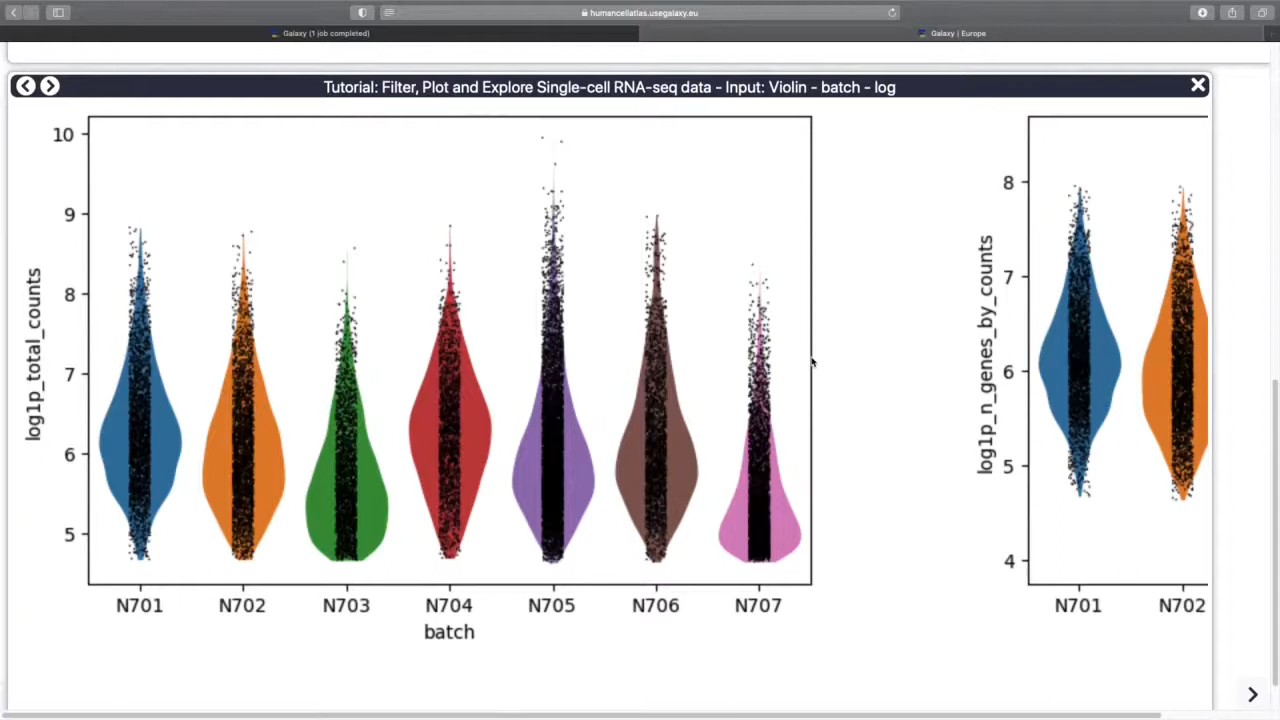 humancellatlas.usegalaxy.eu
Galaxy (1 job completed)
Galaxy | Europe
Tutorial: Filter, Plot and Explore Single-cell RNA-seq data - Input: Violin - batch - log
10
9
8
7
6
5
log1p_total_counts
N701 N702 N703 N704 N705 N706 N707
batch
8
7
6
5
4
log1p_n_genes_by_counts
N701 N702